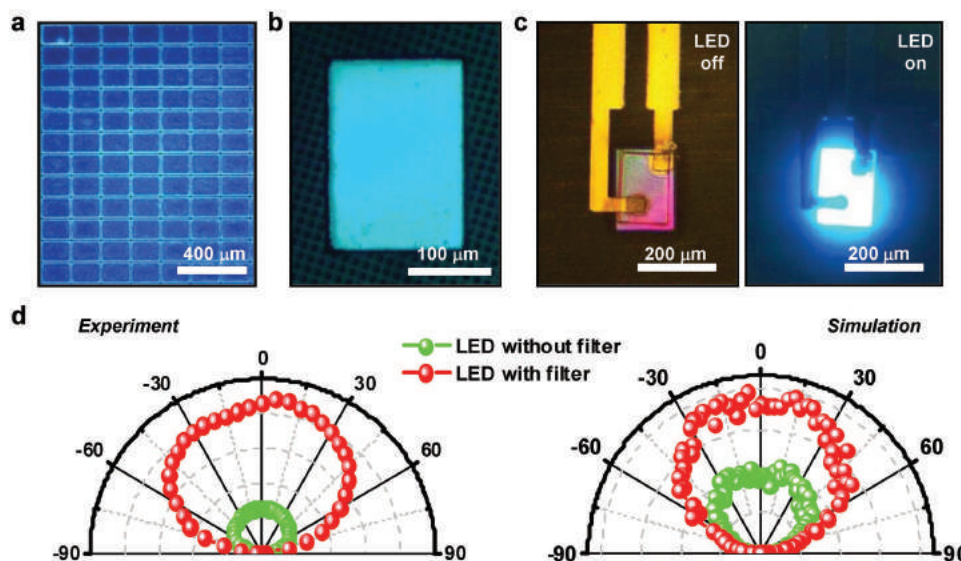 a
b
c
LED
off
LED
on
400 μm
100 μm
200 μm
200 μm
d
Experiment
Simulation
LED without filter
LED with filter
0
-30
30
-60
60
-90
90
0
-30
30
-60
60
-90
90